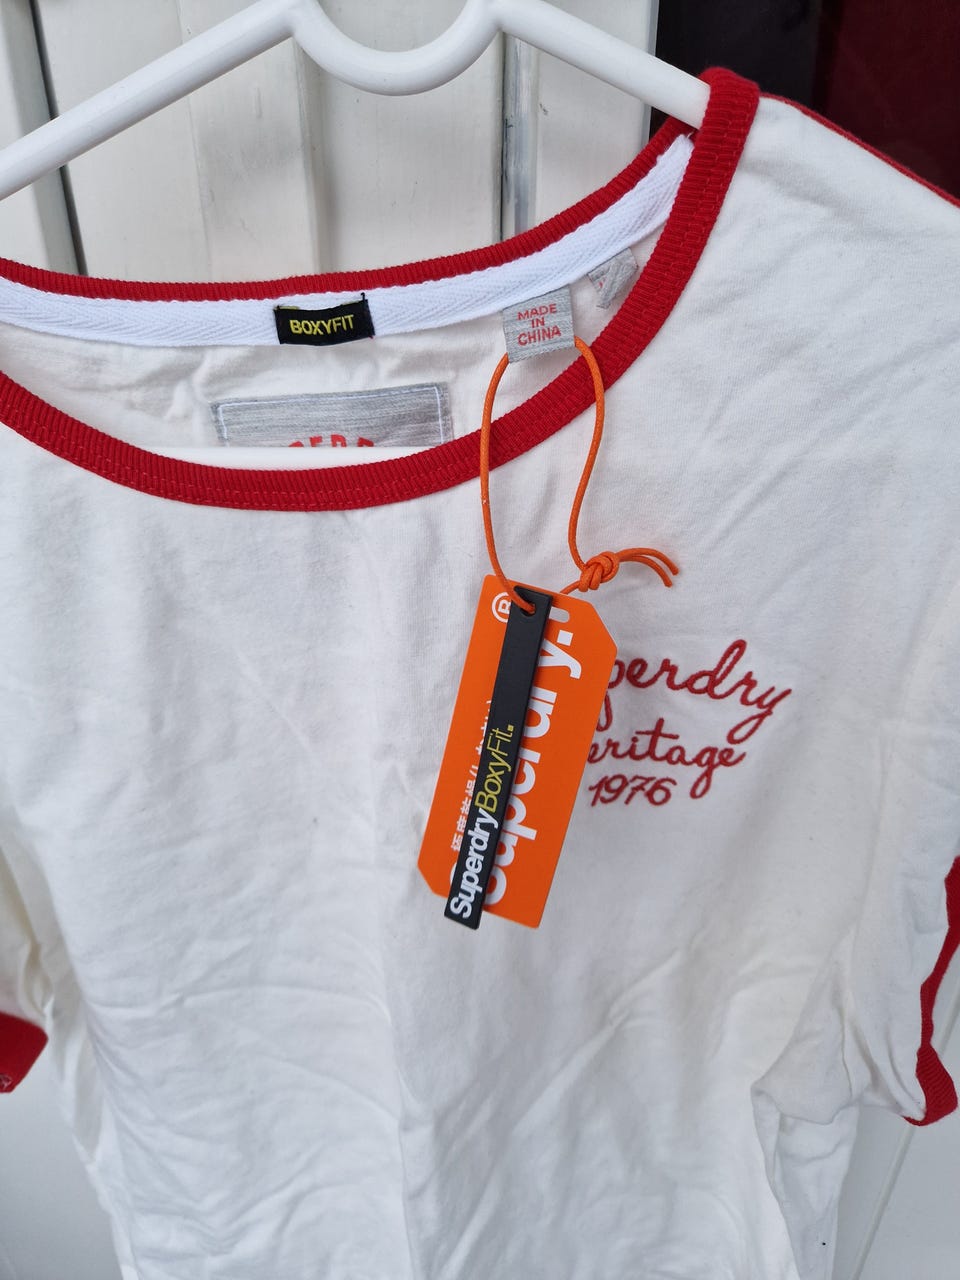 BOXYFIT
MADE
IN
CHINA
perdry
eritage
1976
®
Superdry.
SuperdryBoxyFit.